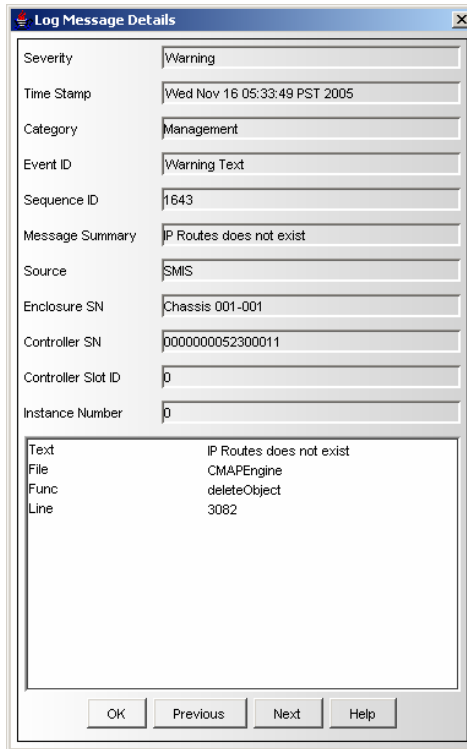 Log Message Details
Severity Warning
Time Stamp Wed Nov 16 05:33:49 PST 2005
Category Management
Event ID Warning Text
Sequence ID 1643
Message Summary IP Routes does not exist
Source SMIS
Enclosure SN Chassis 001-001
Controller SN 0000000052300011
Controller Slot ID 0
Instance Number 0
Text IP Routes does not exist
File CMAPEngine
Func deleteObject
Line 3082
OK Previous Next Help